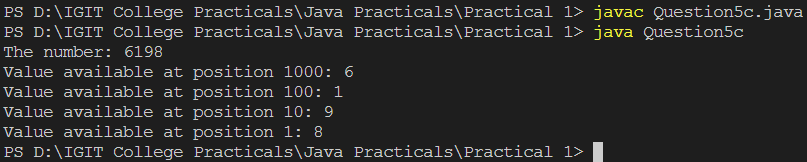 PS D:\IGIT College Practicals\Java Practicals\Practical 1> javac Question5c.java
PS D:\IGIT College Practicals\Java Practicals\Practical 1> java Question5c
The number: 6198
Value available at position 1000: 6
Value available at position 100: 1
Value available at position 10: 9
Value available at position 1: 8
PS D:\IGIT College Practicals\Java Practicals\Practical 1>